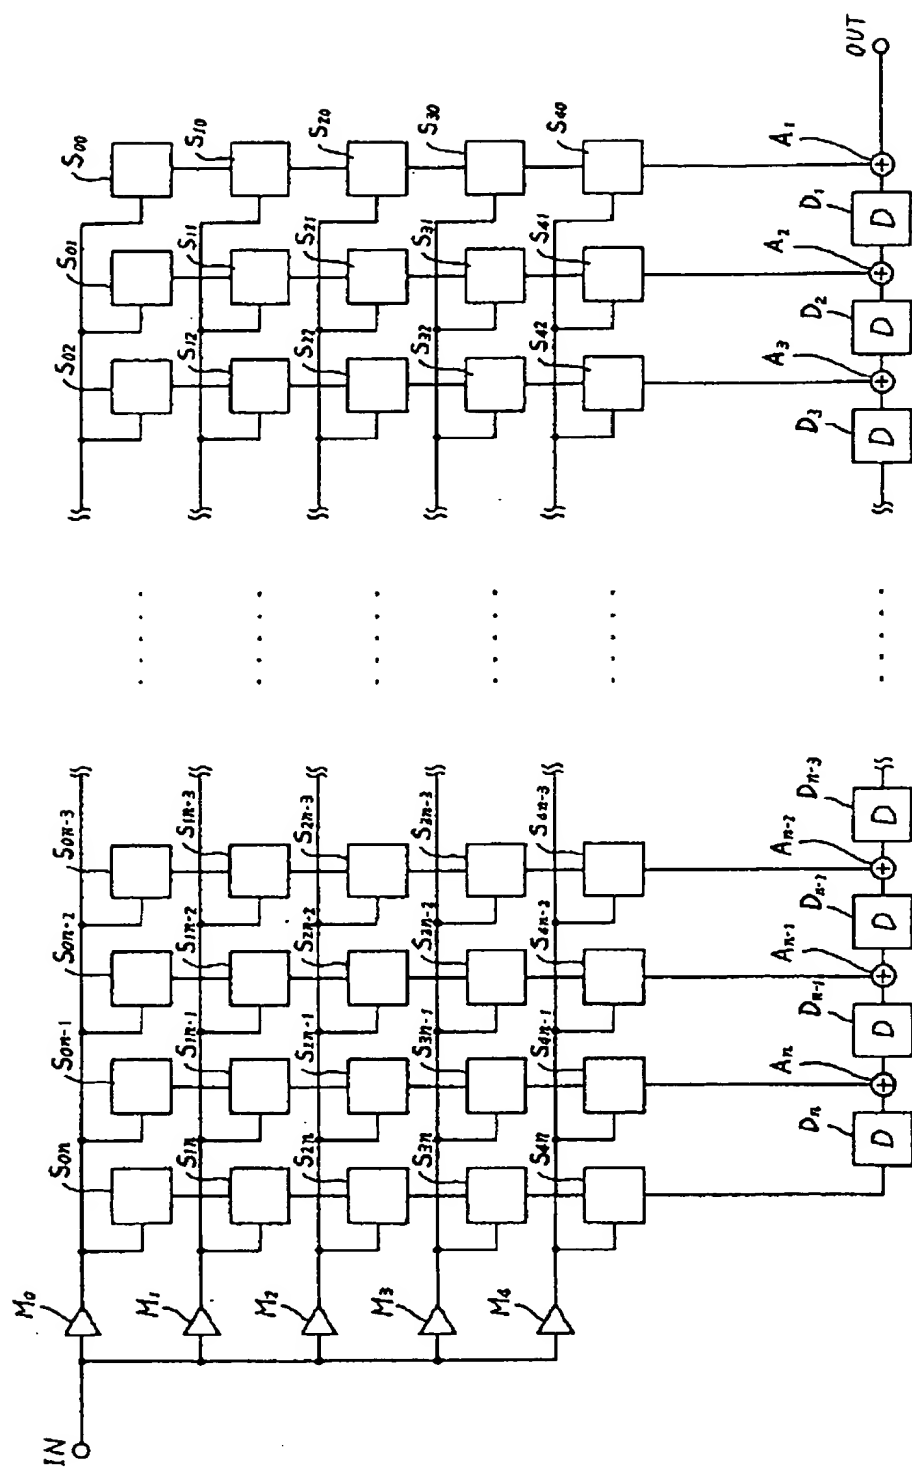 IN M0 S0n S0n-1 S0n-2 S0n-3 S02 S01 S00
M1 S1n S1n-1 S1n-2 S1n-3 S12 S11 S10
M2 S2n S2n-1 S2n-2 S2n-3 S22 S21 S20
M3 S3n S3n-1 S3n-2 S3n-3 S32 S31 S30
M4 S4n S4n-1 S4n-2 S4n-3 S42 S41 S40
Dn An Dn-1 An-1 Dn-2 An-2 Dn-3 D3 A3 D2 A2 D1 A1 OUT
D D D D D D D